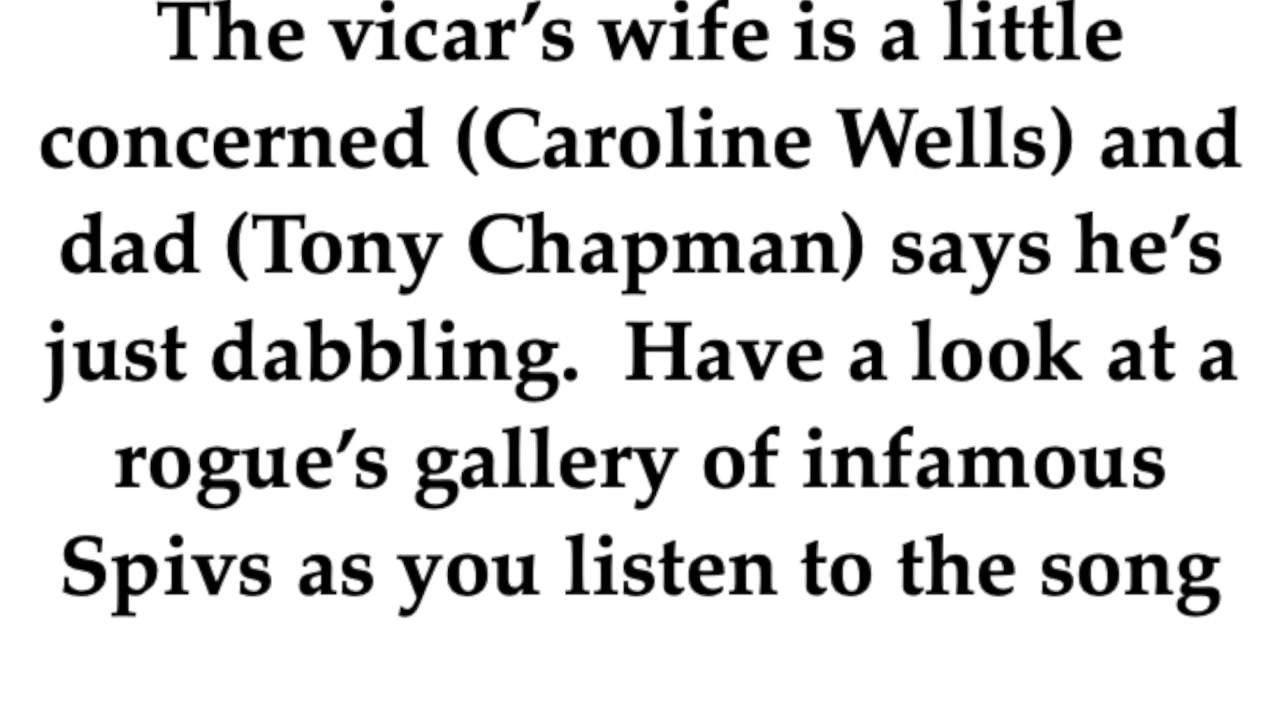 The vicar’s wife is a little
concerned (Caroline Wells) and
dad (Tony Chapman) says he’s
just dabbling.  Have a look at a
rogue’s gallery of infamous
Spivs as you listen to the song